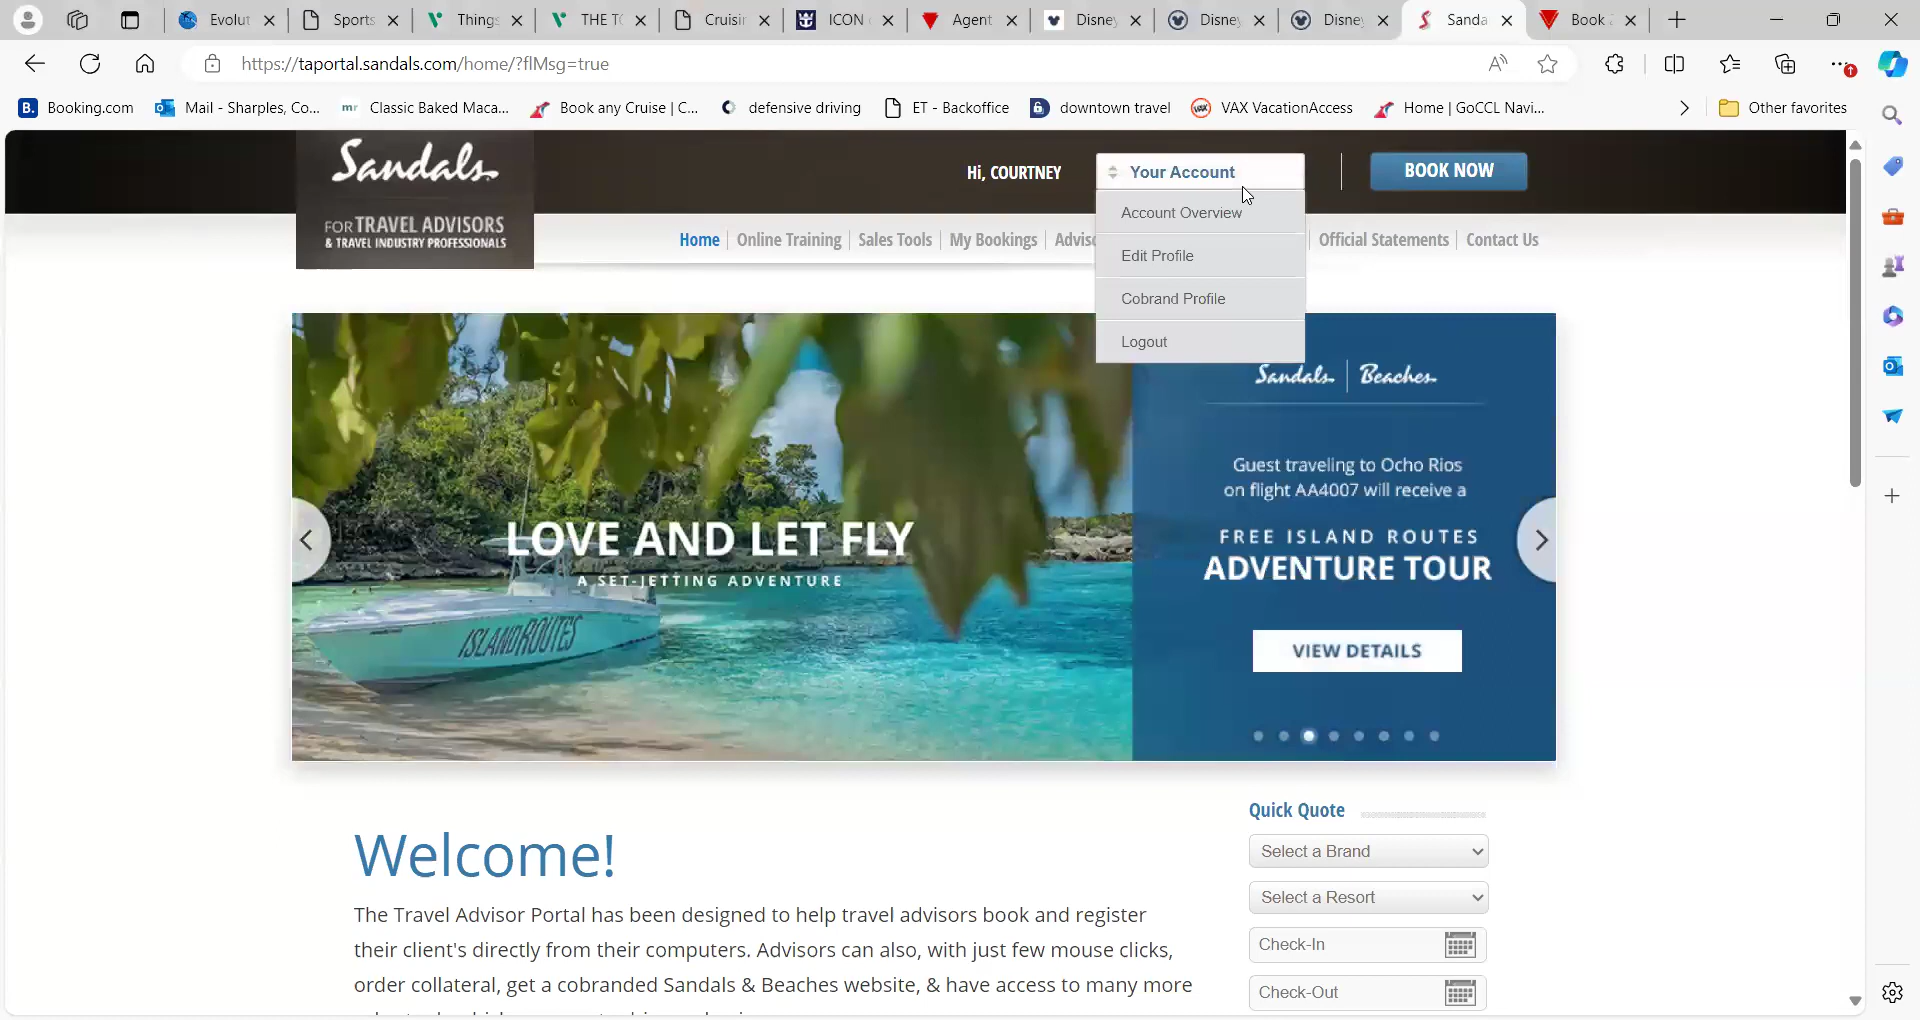 Evolut
Sports
Things
THE T
Cruisin
ICON
Agent
Disney
Disney
Disney
Sanda
Book
https://taportal.sandals.com/home/?flMsg=true
Booking.com
Mail - Sharples, Co...
mr Classic Baked Maca...
Book any Cruise | C...
defensive driving
ET - Backoffice
downtown travel
VAX VacationAccess
Home | GoCCL Navi...
Other favorites
Sandals
FOR TRAVEL ADVISORS
& TRAVEL INDUSTRY PROFESSIONALS
Hi, COURTNEY
Your Account
BOOK NOW
Account Overview
Edit Profile
Cobrand Profile
Logout
Home
Online Training
Sales Tools
My Bookings
Official Statements
Contact Us
LOVE AND LET FLY
A SET-JETTING ADVENTURE
ISLANDROUTES
Sandals | Beaches
Guest traveling to Ocho Rios
on flight AA4007 will receive a
FREE ISLAND ROUTES
ADVENTURE TOUR
VIEW DETAILS
Welcome!
The Travel Advisor Portal has been designed to help travel advisors book and register
their client's directly from their computers. Advisors can also, with just few mouse clicks,
order collateral, get a cobranded Sandals & Beaches website, & have access to many more
Quick Quote
Select a Brand
Select a Resort
Check-In
Check-Out